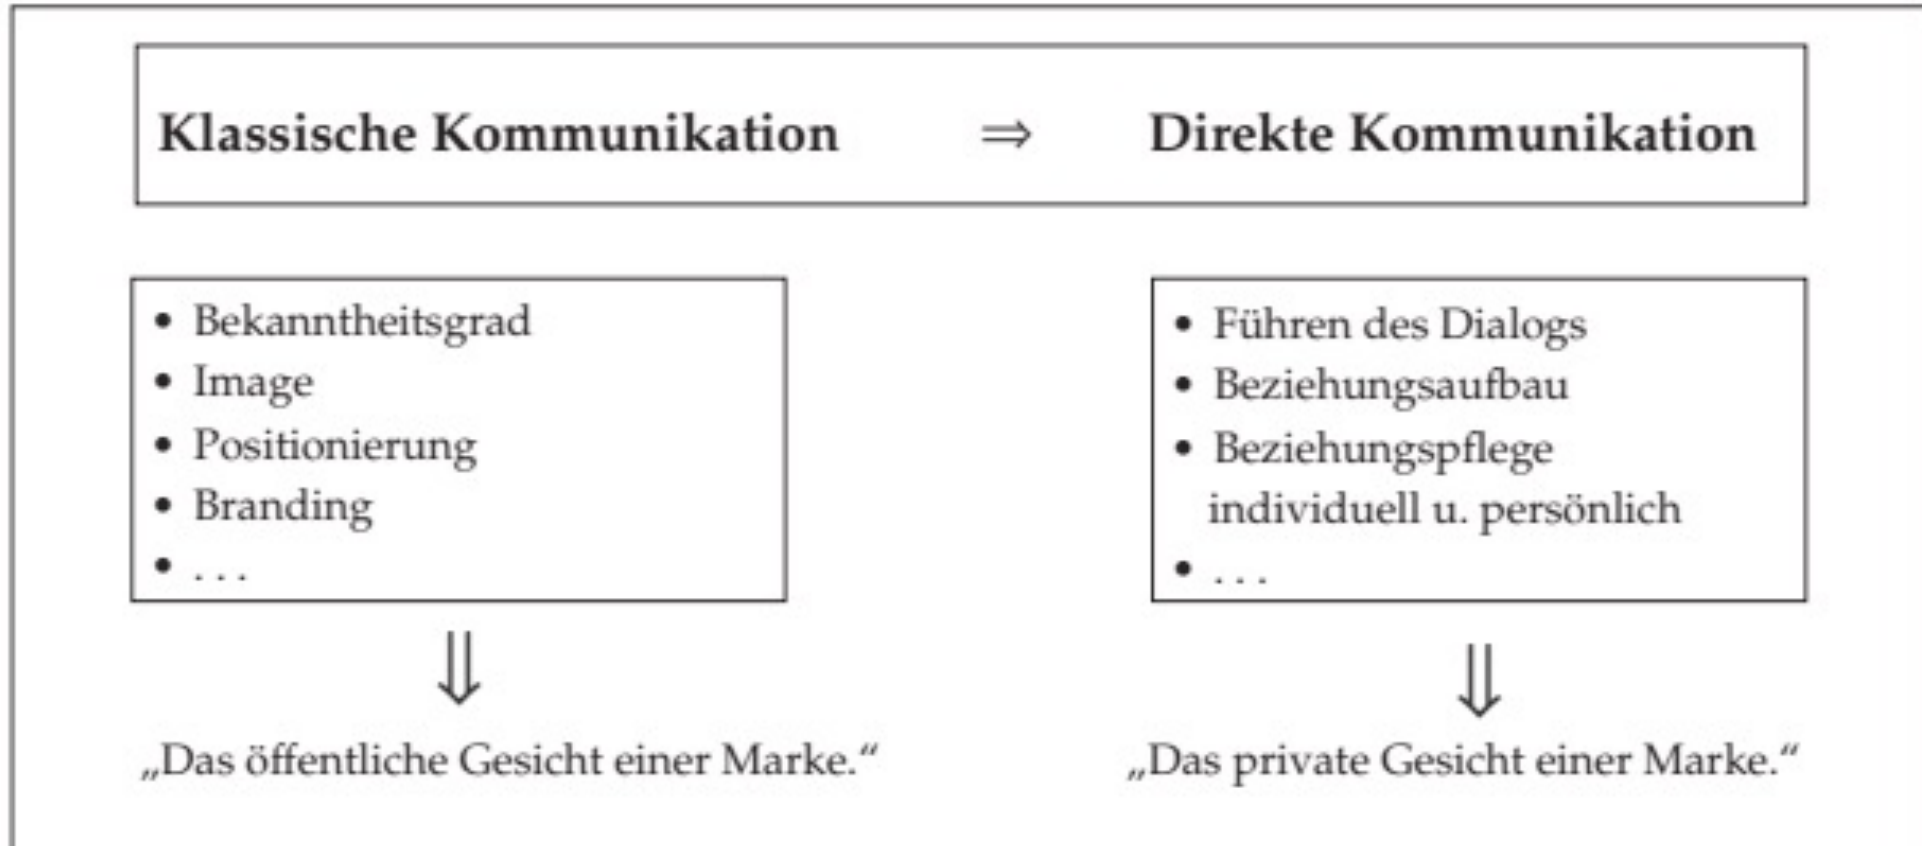 Klassische Kommunikation ⇒ Direkte Kommunikation
• Bekanntheitsgrad
• Image
• Positionierung
• Branding
• . . .
• Führen des Dialogs
• Beziehungsaufbau
• Beziehungspflege
individuell u. persönlich
• . . .
„Das öffentliche Gesicht einer Marke.“
„Das private Gesicht einer Marke.“